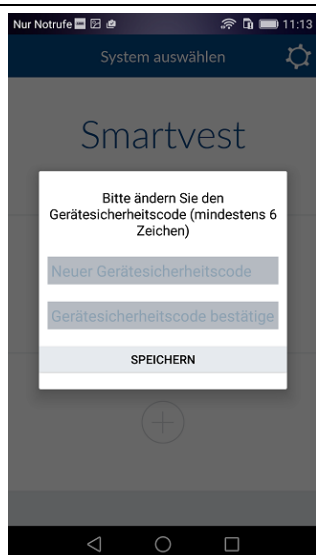 Nur Notrufe
11:13
System auswählen
Smartvest
Bitte ändern Sie den
Gerätesicherheitscode (mindestens 6
Zeichen)
Neuer Gerätesicherheitscode
Gerätesicherheitscode bestätige
SPEICHERN